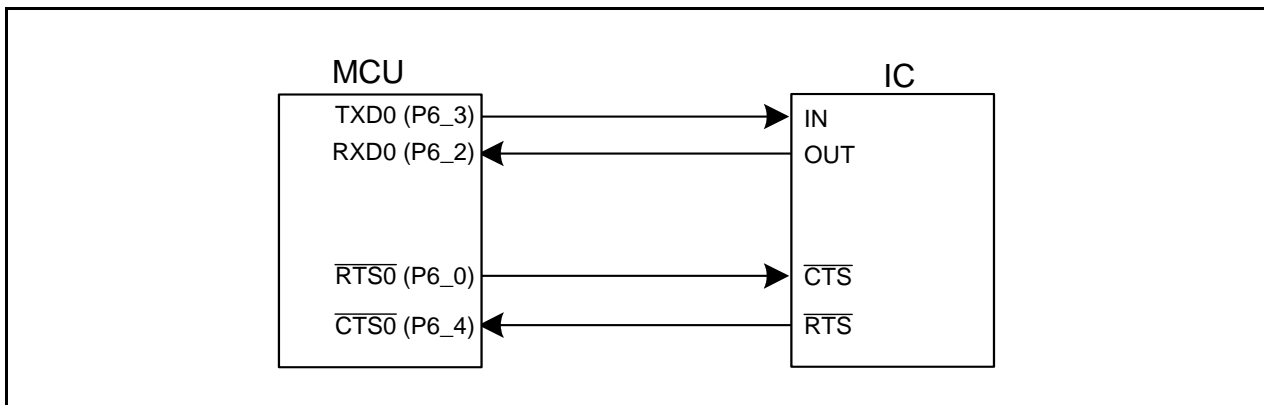 MCU
IC
TXD0 (P6_3)
IN
RXD0 (P6_2)
OUT
RTS0 (P6_0)
CTS
CTS0 (P6_4)
RTS